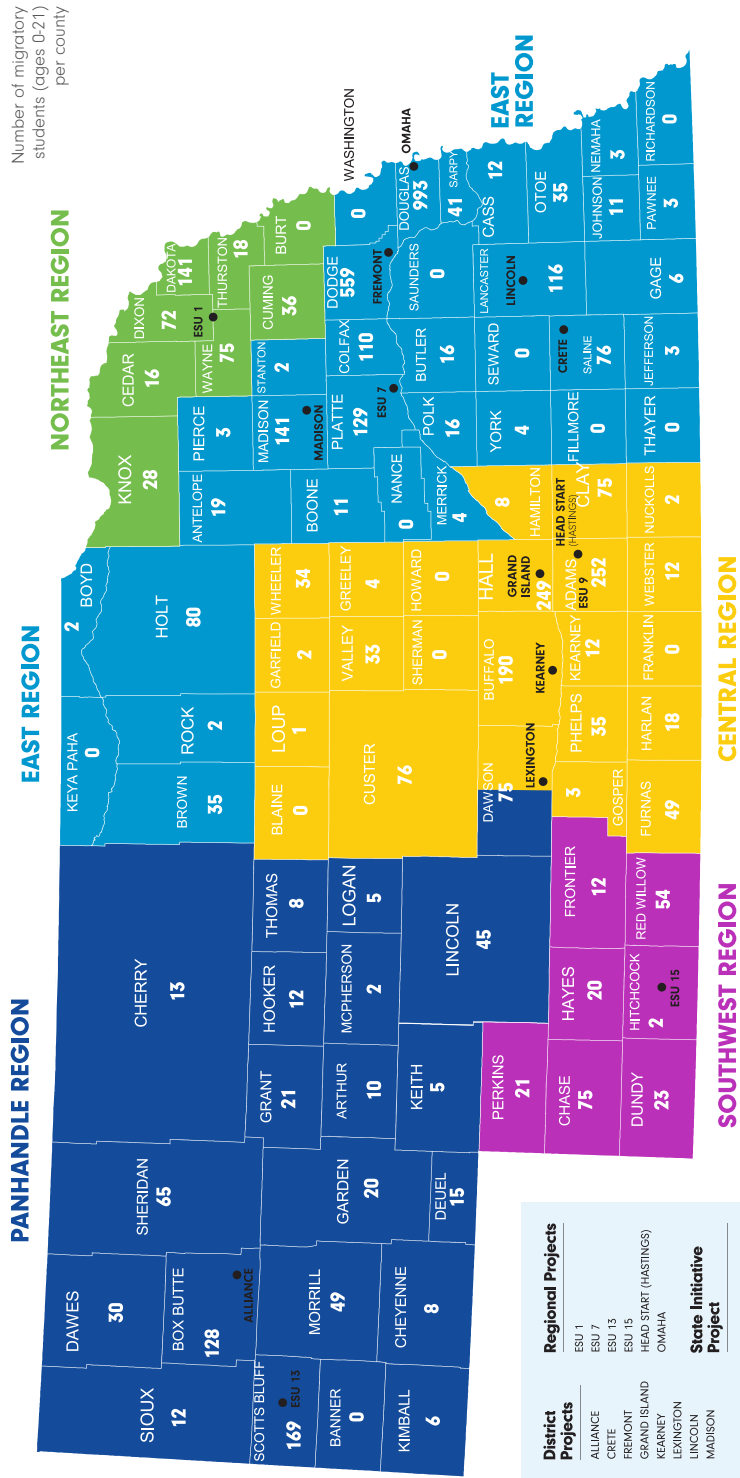 Number of migratory
students (ages 0-21)
per county
PANHANDLE REGION
EAST REGION
NORTHEAST REGION
SIOUX
12
DAWES
30
BOX BUTTE
128
ALLIANCE
SHERIDAN
65
CHERRY
13
SCOTTS BLUFF
169
ESU 13
BANNER
0
KIMBALL
6
MORRILL
49
CHEYENNE
8
GARDEN
20
DEUEL
15
GRANT
21
HOOKER
12
THOMAS
8
ARTHUR
10
MCPHERSON
2
LOGAN
5
KEITH
5
LINCOLN
45
KEYA PAHA
0
BOYD
2
BROWN
35
ROCK
2
HOLT
80
KNOX
28
CEDAR
16
DIXON
72
DAKOTA
141
ESU 1
WAYNE
75
THURSTON
18
CUMING
36
BURT
0
ANTELOPE
19
PIERCE
3
MADISON
141
MADISON
STANTON
2
BOONE
11
PLATTE
129
ESU 7
COLFAX
110
DODGE
559
FREMONT
WASHINGTON
0
NANCE
0
MERRICK
4
POLK
16
BUTLER
16
SAUNDERS
0
DOUGLAS
993
OMAHA
SARPY
41
CASS
12
YORK
4
SEWARD
0
LANCASTER
LINCOLN
116
OTOE
35
FILLMORE
0
CRETE
SALINE
76
THAYER
0
JEFFERSON
3
GAGE
6
JOHNSON
11
NEMAHA
3
PAWNEE
3
RICHARDSON
0
EAST
REGION
BLAINE
0
LOUP
1
GARFIELD
2
WHEELER
34
CUSTER
76
VALLEY
33
GREELEY
4
SHERMAN
0
HOWARD
0
DAWSON
75
LEXINGTON
BUFFALO
190
KEARNEY
HALL
GRAND
ISLAND
249
HAMILTON
8
GOSPER
3
PHELPS
35
KEARNEY
12
ADAMS
252
ESU 9
HEAD START
(HASTINGS)
CLAY
75
FURNAS
49
HARLAN
18
FRANKLIN
0
WEBSTER
12
NUCKOLLS
2
PERKINS
21
CHASE
75
DUNDY
23
HAYES
20
HITCHCOCK
2
ESU 15
FRONTIER
12
RED WILLOW
54
SOUTHWEST REGION
CENTRAL REGION
District
Projects
ALLIANCE
CRETE
FREMONT
GRAND ISLAND
KEARNEY
LEXINGTON
LINCOLN
MADISON
Regional Projects
ESU 1
ESU 7
ESU 13
ESU 15
HEAD START (HASTINGS)
OMAHA
State Initiative
Project